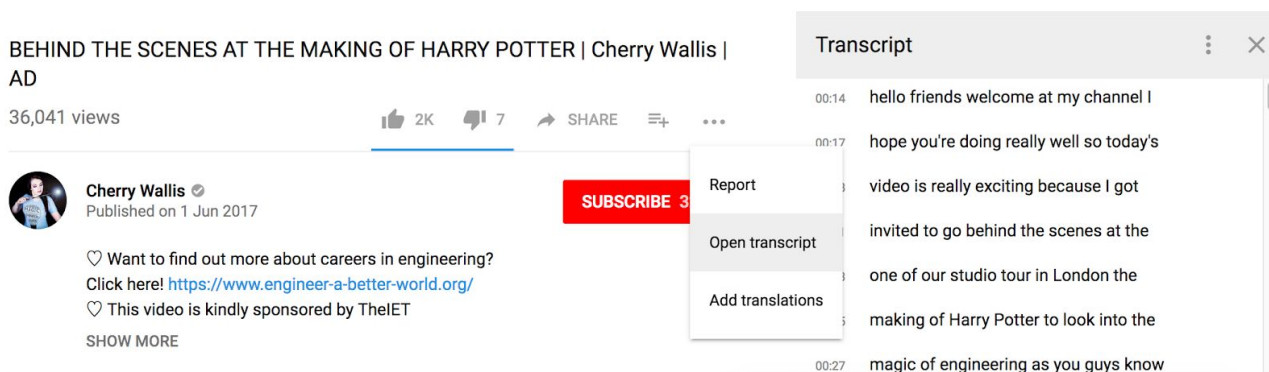 BEHIND THE SCENES AT THE MAKING OF HARRY POTTER | Cherry Wallis |
AD
36,041 views
2K
7
SHARE
Cherry Wallis
Published on 1 Jun 2017
SUBSCRIBE 3
♡ Want to find out more about careers in engineering?
Click here! https://www.engineer-a-better-world.org/
♡ This video is kindly sponsored by TheIET
SHOW MORE
Report
Open transcript
Add translations
Transcript
00:14 hello friends welcome at my channel I
00:17 hope you're doing really well so today's
video is really exciting because I got
invited to go behind the scenes at the
one of our studio tour in London the
making of Harry Potter to look into the
00:27 magic of engineering as you guys know